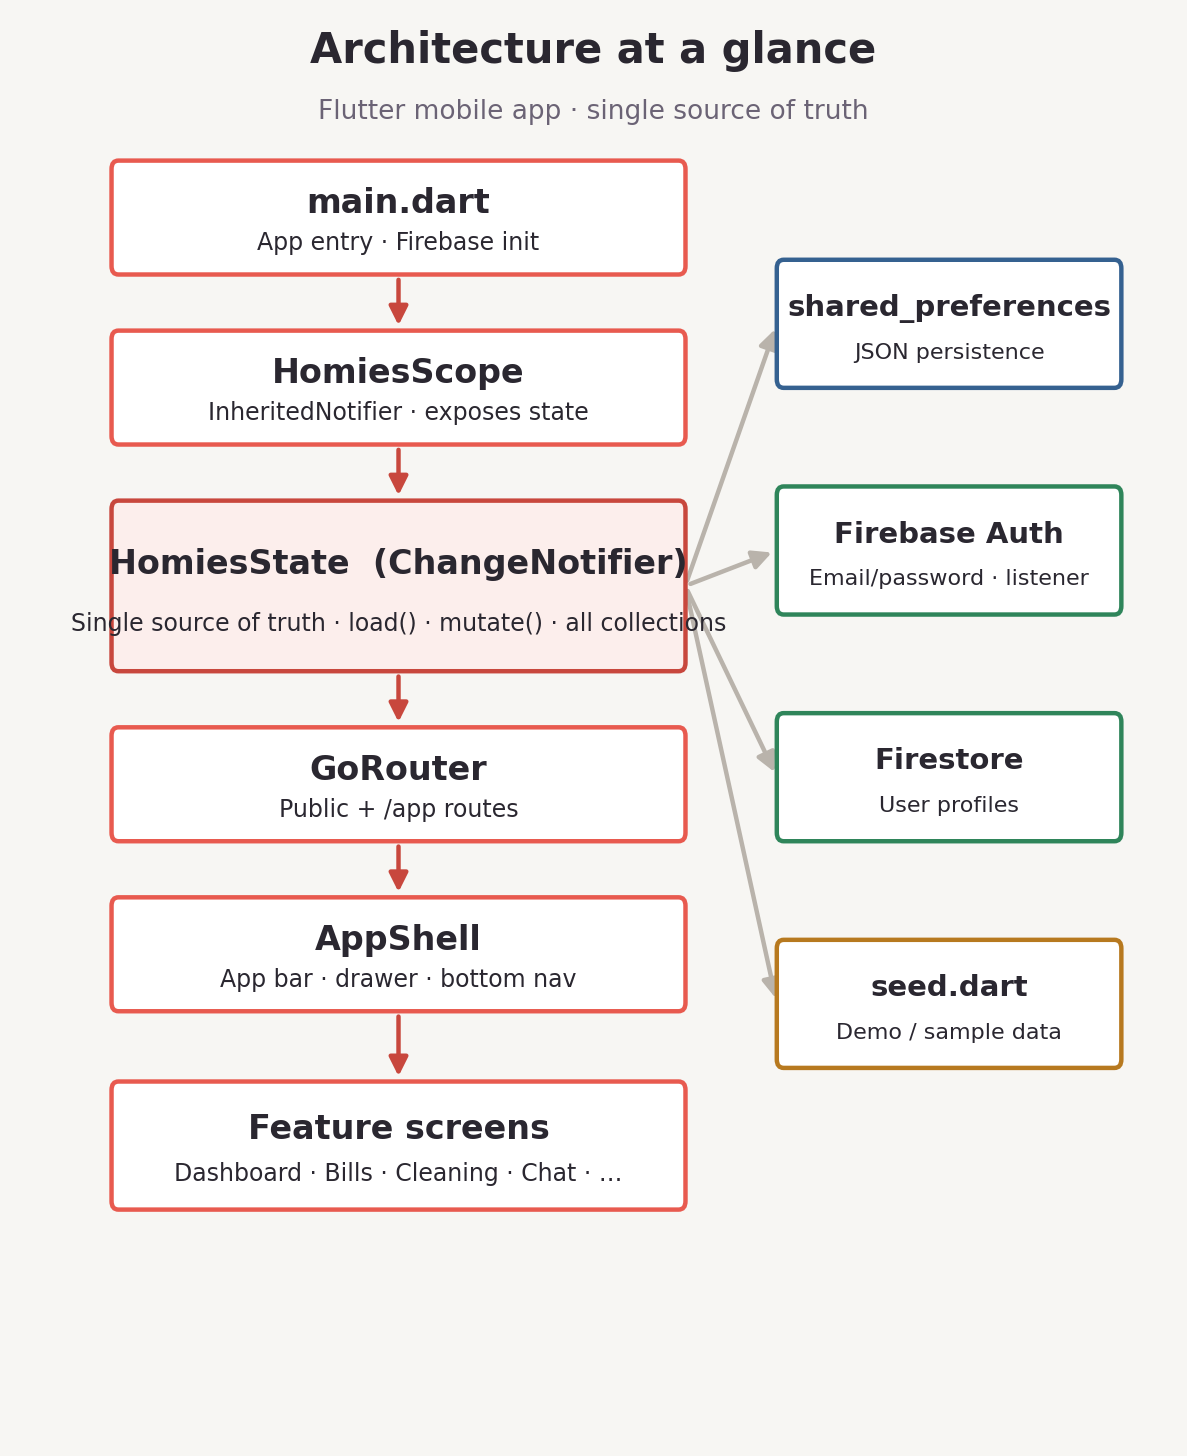 Architecture at a glance
Flutter mobile app · single source of truth
main.dart
App entry · Firebase init
HomiesScope
InheritedNotifier · exposes state
HomiesState  (ChangeNotifier)
Single source of truth · load() · mutate() · all collections
GoRouter
Public + /app routes
AppShell
App bar · drawer · bottom nav
Feature screens
Dashboard · Bills · Cleaning · Chat · ...
shared_preferences
JSON persistence
Firebase Auth
Email/password · listener
Firestore
User profiles
seed.dart
Demo / sample data